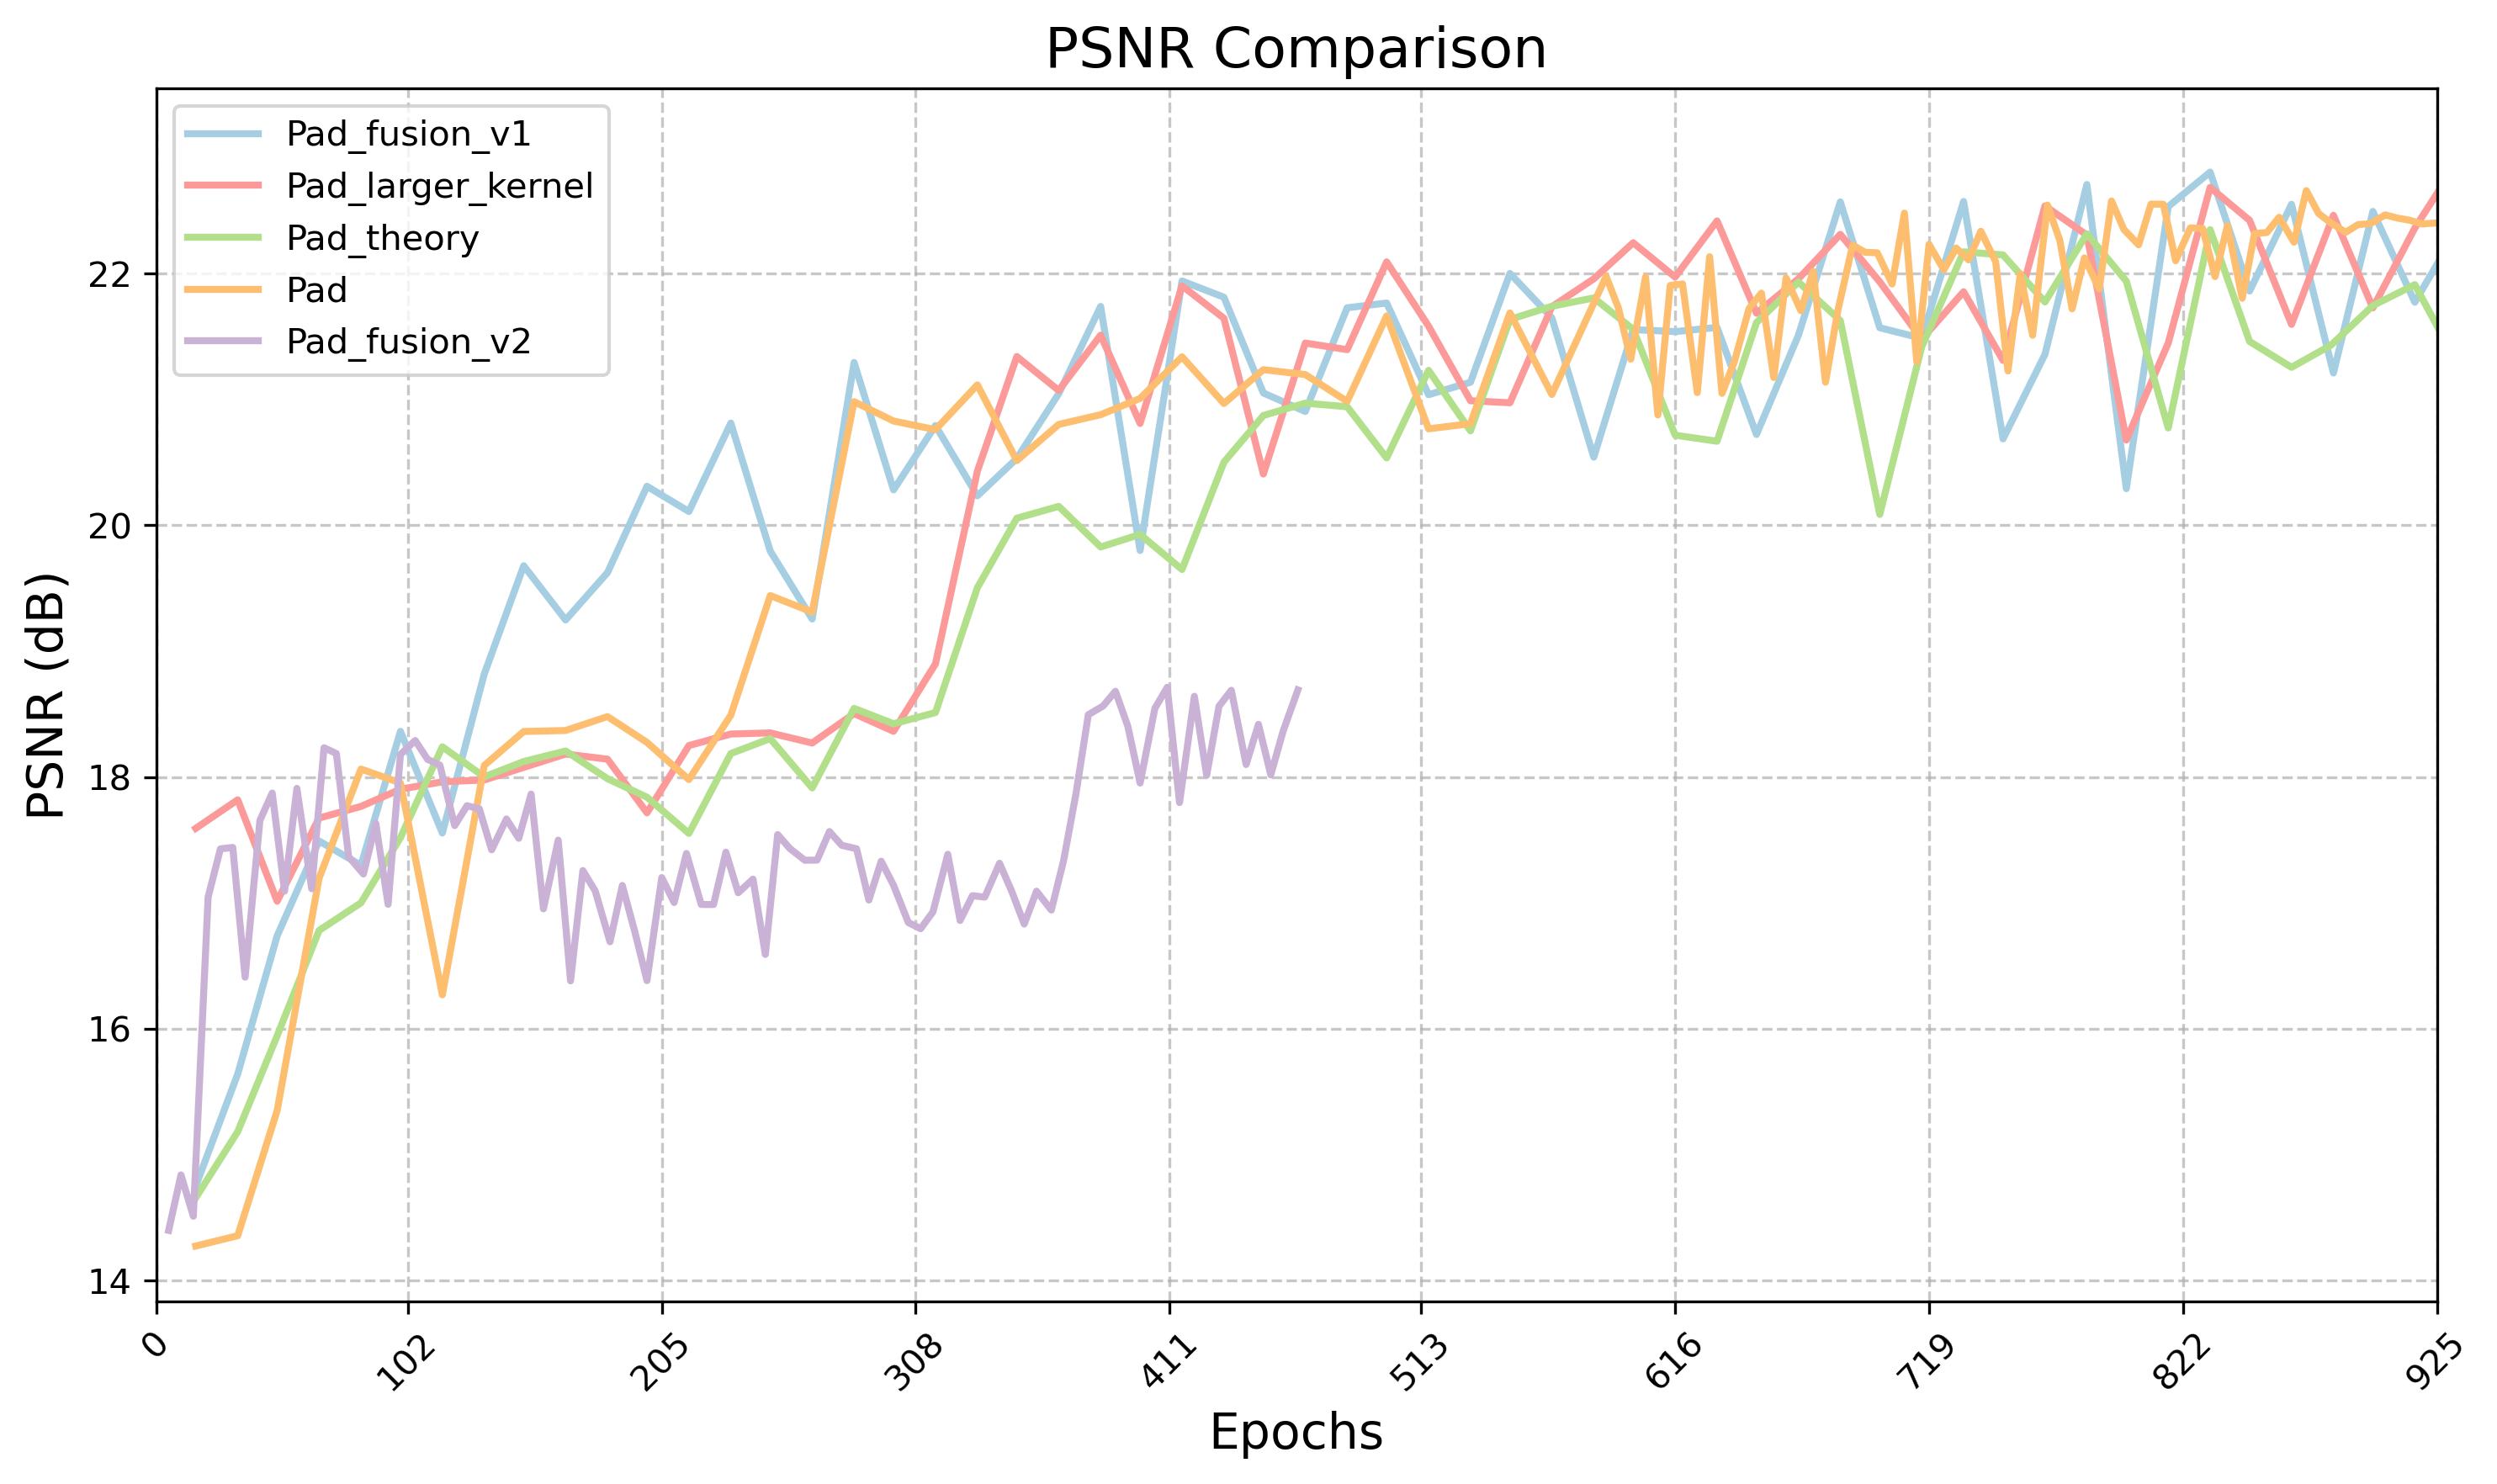 PSNR Comparison
Pad_fusion_v1
Pad_larger_kernel
Pad_theory
Pad
Pad_fusion_v2
PSNR (dB)
22
20
18
16
14
0
102
205
308
411
513
616
719
822
925
Epochs